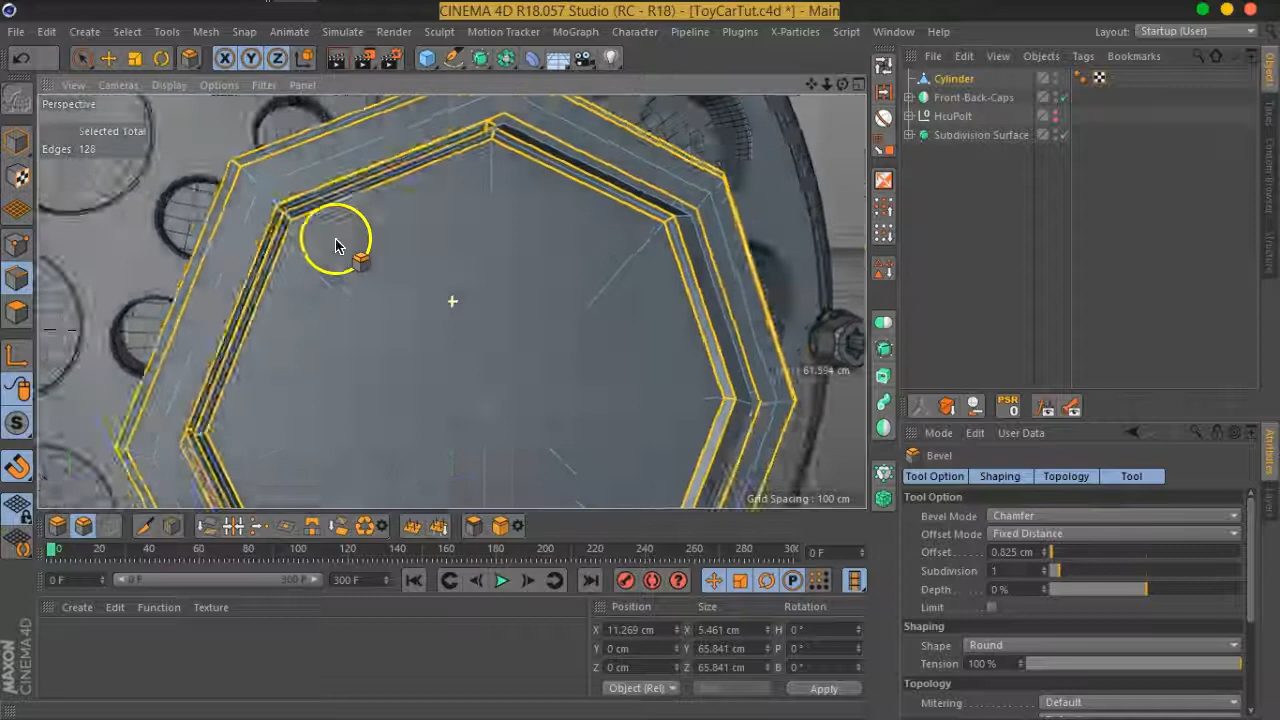 CINEMA 4D R18.057 Studio (RC - R18) - [ToyCarTut.c4d *] - Main
File Edit Create Select Tools Mesh Snap Animate Simulate Render Sculpt Motion Tracker MoGraph Character Pipeline Plugins X-Particles Script Window Help Layout: Startup (User)
X Y Z
View Cameras Display Options Filter Panel
File Edit View Objects Tags Bookmarks
Perspective
Selected Total
Edges 128
Cylinder
Front-Back-Caps
Subdivision Surface
Objects
Takes
Content Browser
Structure
61.594 cm
Grid Spacing : 100 cm
PSR
0
Mode Edit User Data
Bevel
Tool Option Shaping Topology Tool
Tool Option
Bevel Mode Chamfer
Offset Mode Fixed Distance
Offset 0.825 cm
Subdivision 1
Depth 0 %
Limit
Shaping
Shape Round
Tension 100 %
Topology
Mitering Default
Attributes
Layers
0 20 40 60 80 100 120 140 160 180 200 220 240 260 280 0 F
0 F 0 F 300 F 300 F
Create Edit Function Texture
Position Size Rotation
X 11.269 cm X 5.461 cm H 0 °
Y 0 cm Y 65.841 cm P 0 °
Z 0 cm Z 65.841 cm B 0 °
Object (Rel) Apply
MAXON
CINEMA 4D